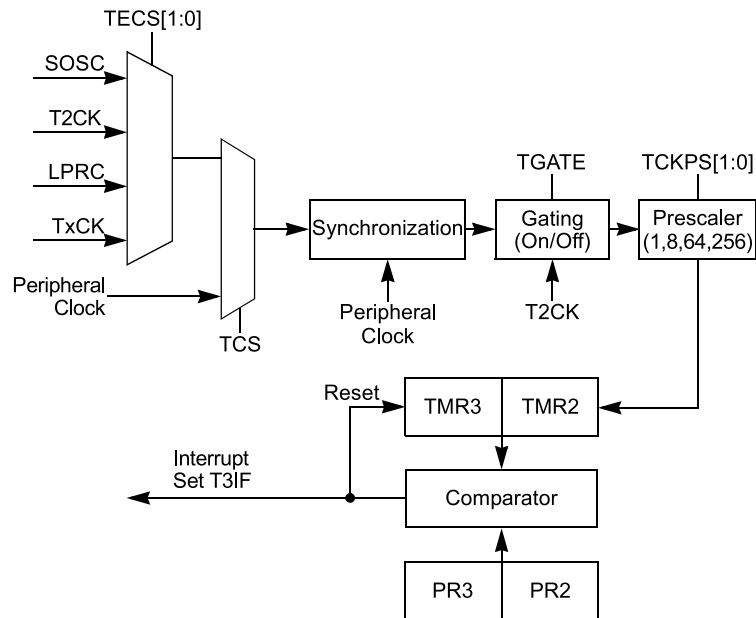 TECS[1:0]
SOSC
T2CK
LPRC
TxCK
Peripheral
Clock
TCS
Synchronization
Peripheral
Clock
TGATE
Gating
(On/Off)
T2CK
TCKPS[1:0]
Prescaler
(1,8,64,256)
Reset
TMR3
TMR2
Interrupt
Set T3IF
Comparator
PR3
PR2